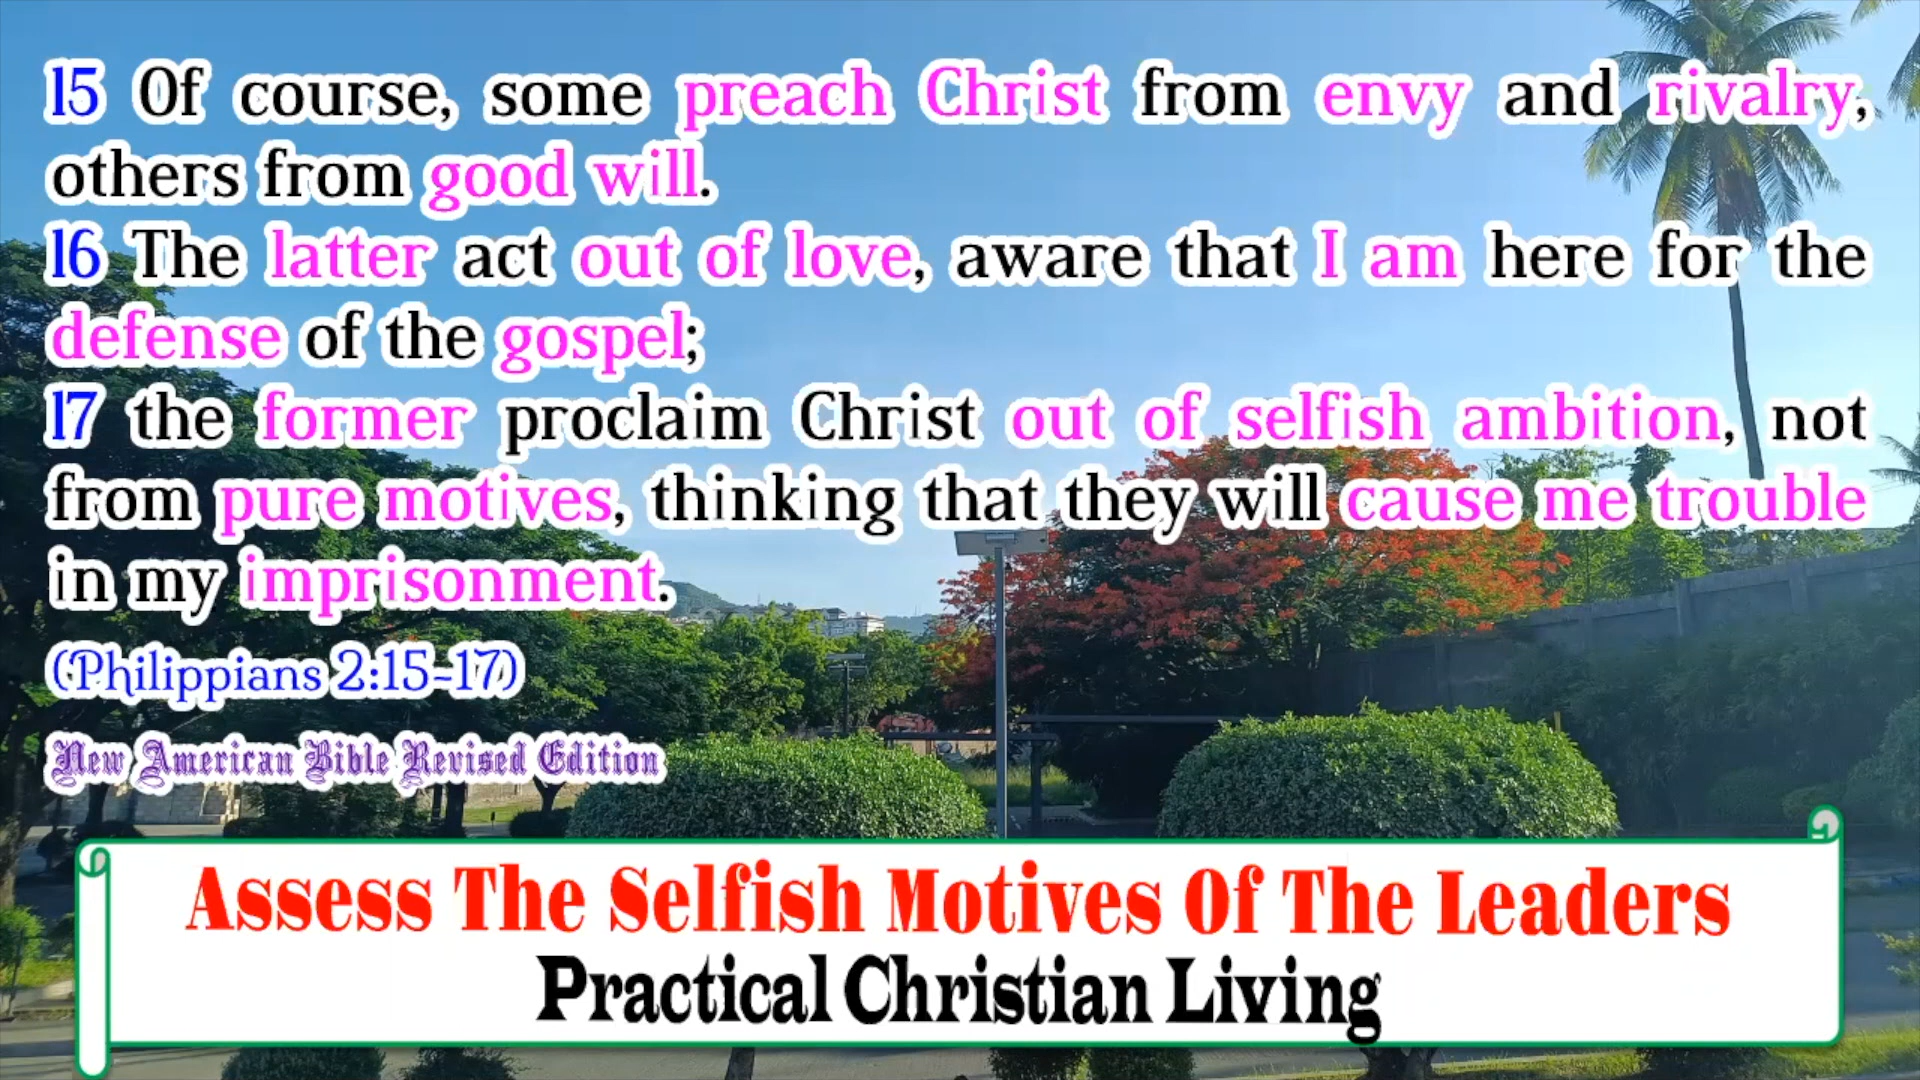 15 Of course, some preach Christ from envy and rivalry,
others from good will.
16 The latter act out of love, aware that I am here for the
defense of the gospel;
17 the former proclaim Christ out of selfish ambition, not
from pure motives, thinking that they will cause me trouble
in my imprisonment.
(Philippians 2:15-17)
New American Bible Revised Edition
Assess The Selfish Motives Of The Leaders
Practical Christian Living